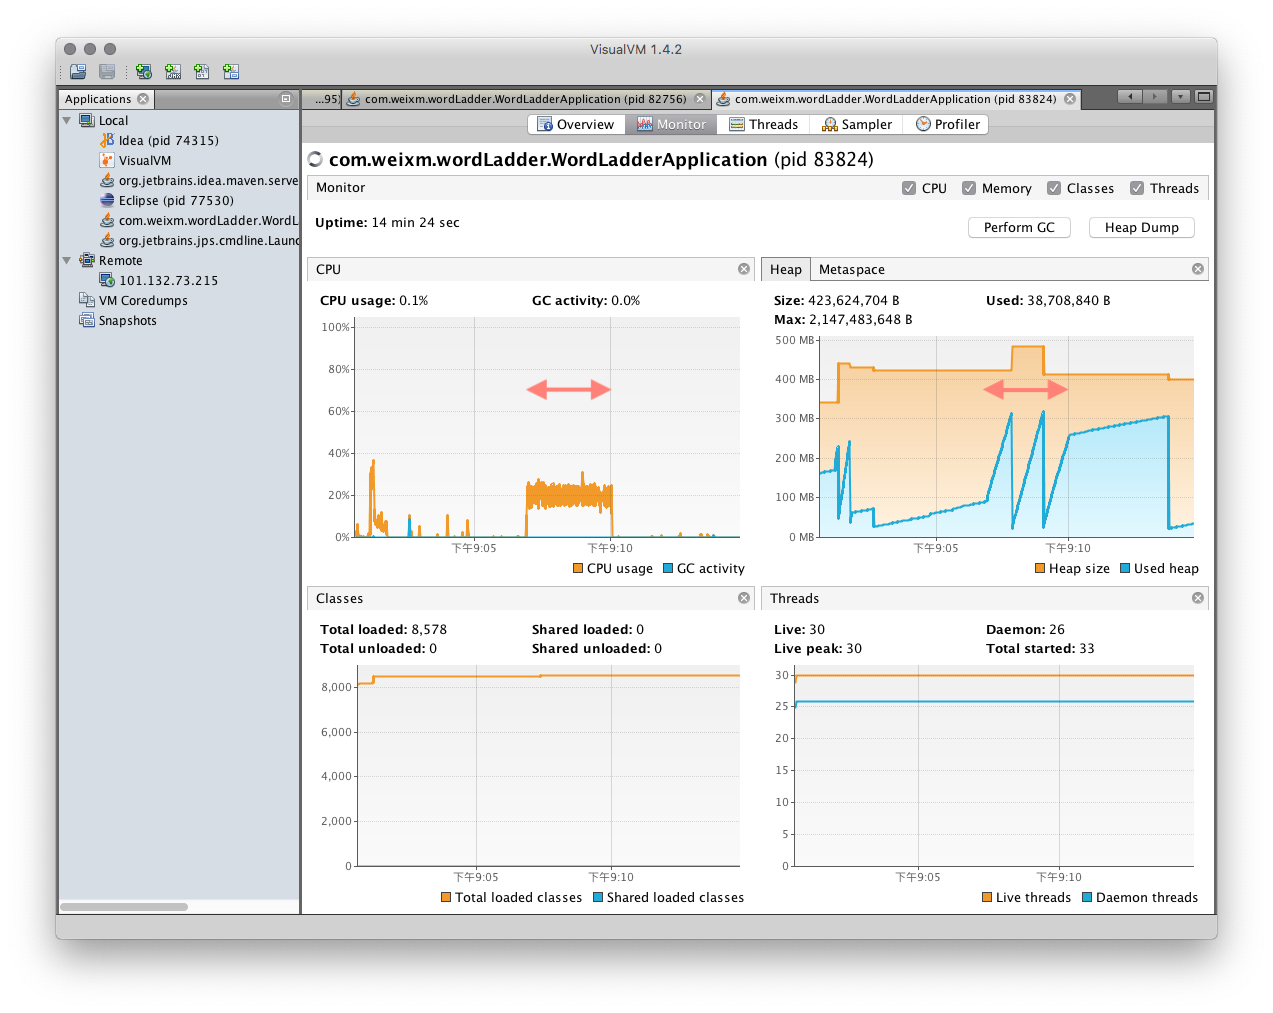 VisualVM 1.4.2
Applications
...95)
com.weixm.wordLadder.WordLadderApplication (pid 82756)
com.weixm.wordLadder.WordLadderApplication (pid 83824)
Local
Idea (pid 74315)
VisualVM
org.jetbrains.idea.maven.serve
Eclipse (pid 77530)
com.weixm.wordLadder.WordL
org.jetbrains.jps.cmdline.Laun
Remote
101.132.73.215
VM Coredumps
Snapshots
Overview
Monitor
Threads
Sampler
Profiler
com.weixm.wordLadder.WordLadderApplication (pid 83824)
Monitor
CPU
Memory
Classes
Threads
Uptime: 14 min 24 sec
Perform GC
Heap Dump
CPU
CPU usage: 0.1%
GC activity: 0.0%
100%
80%
60%
40%
20%
0%
下午9:05
下午9:10
CPU usage
GC activity
Heap
Metaspace
Size: 423,624,704 B
Used: 38,708,840 B
Max: 2,147,483,648 B
500 MB
400 MB
300 MB
200 MB
100 MB
0 MB
下午9:05
下午9:10
Heap size
Used heap
Classes
Total loaded: 8,578
Shared loaded: 0
Total unloaded: 0
Shared unloaded: 0
8,000
6,000
4,000
2,000
0
下午9:05
下午9:10
Total loaded classes
Shared loaded classes
Threads
Live: 30
Daemon: 26
Live peak: 30
Total started: 33
30
25
20
15
10
5
0
下午9:05
下午9:10
Live threads
Daemon threads